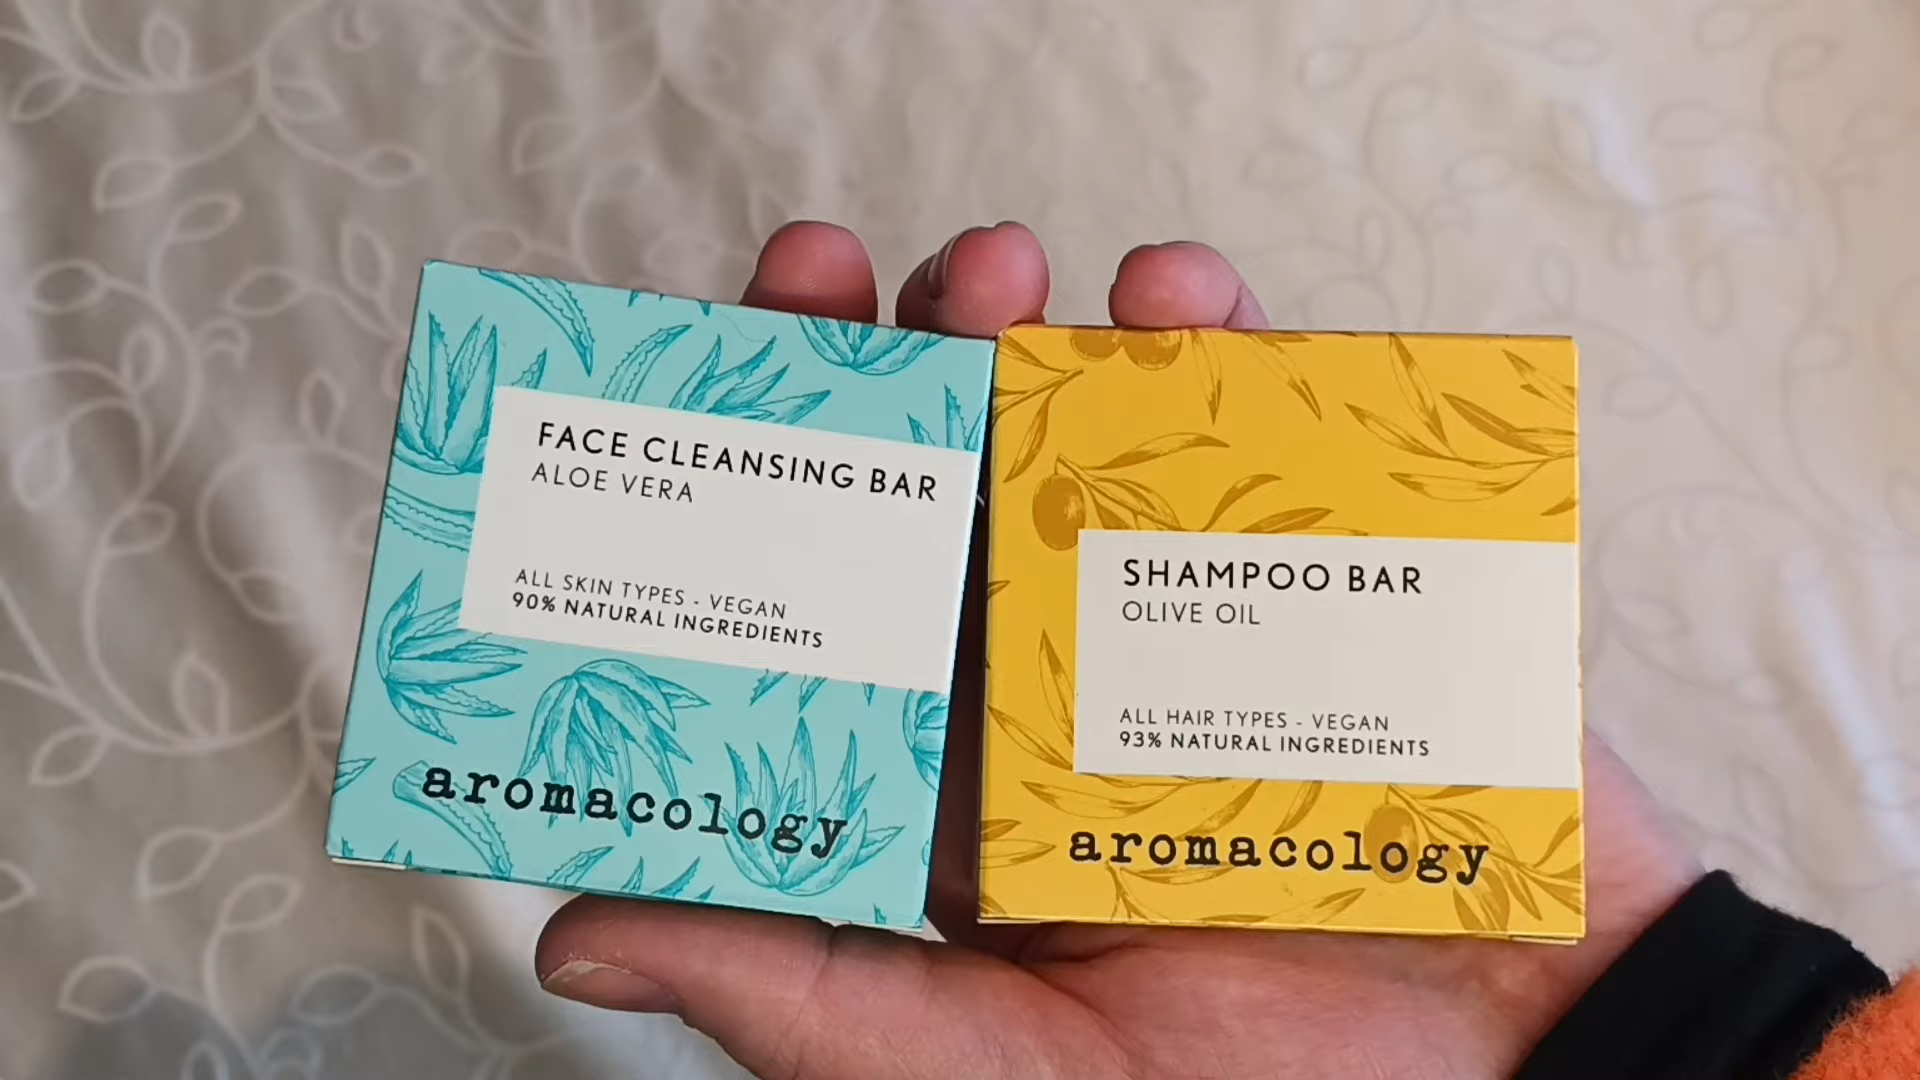 FACE CLEANSING BAR
ALOE VERA
ALL SKIN TYPES - VEGAN
90% NATURAL INGREDIENTS
aromacology
SHAMPOO BAR
OLIVE OIL
ALL HAIR TYPES - VEGAN
93% NATURAL INGREDIENTS
aromacology